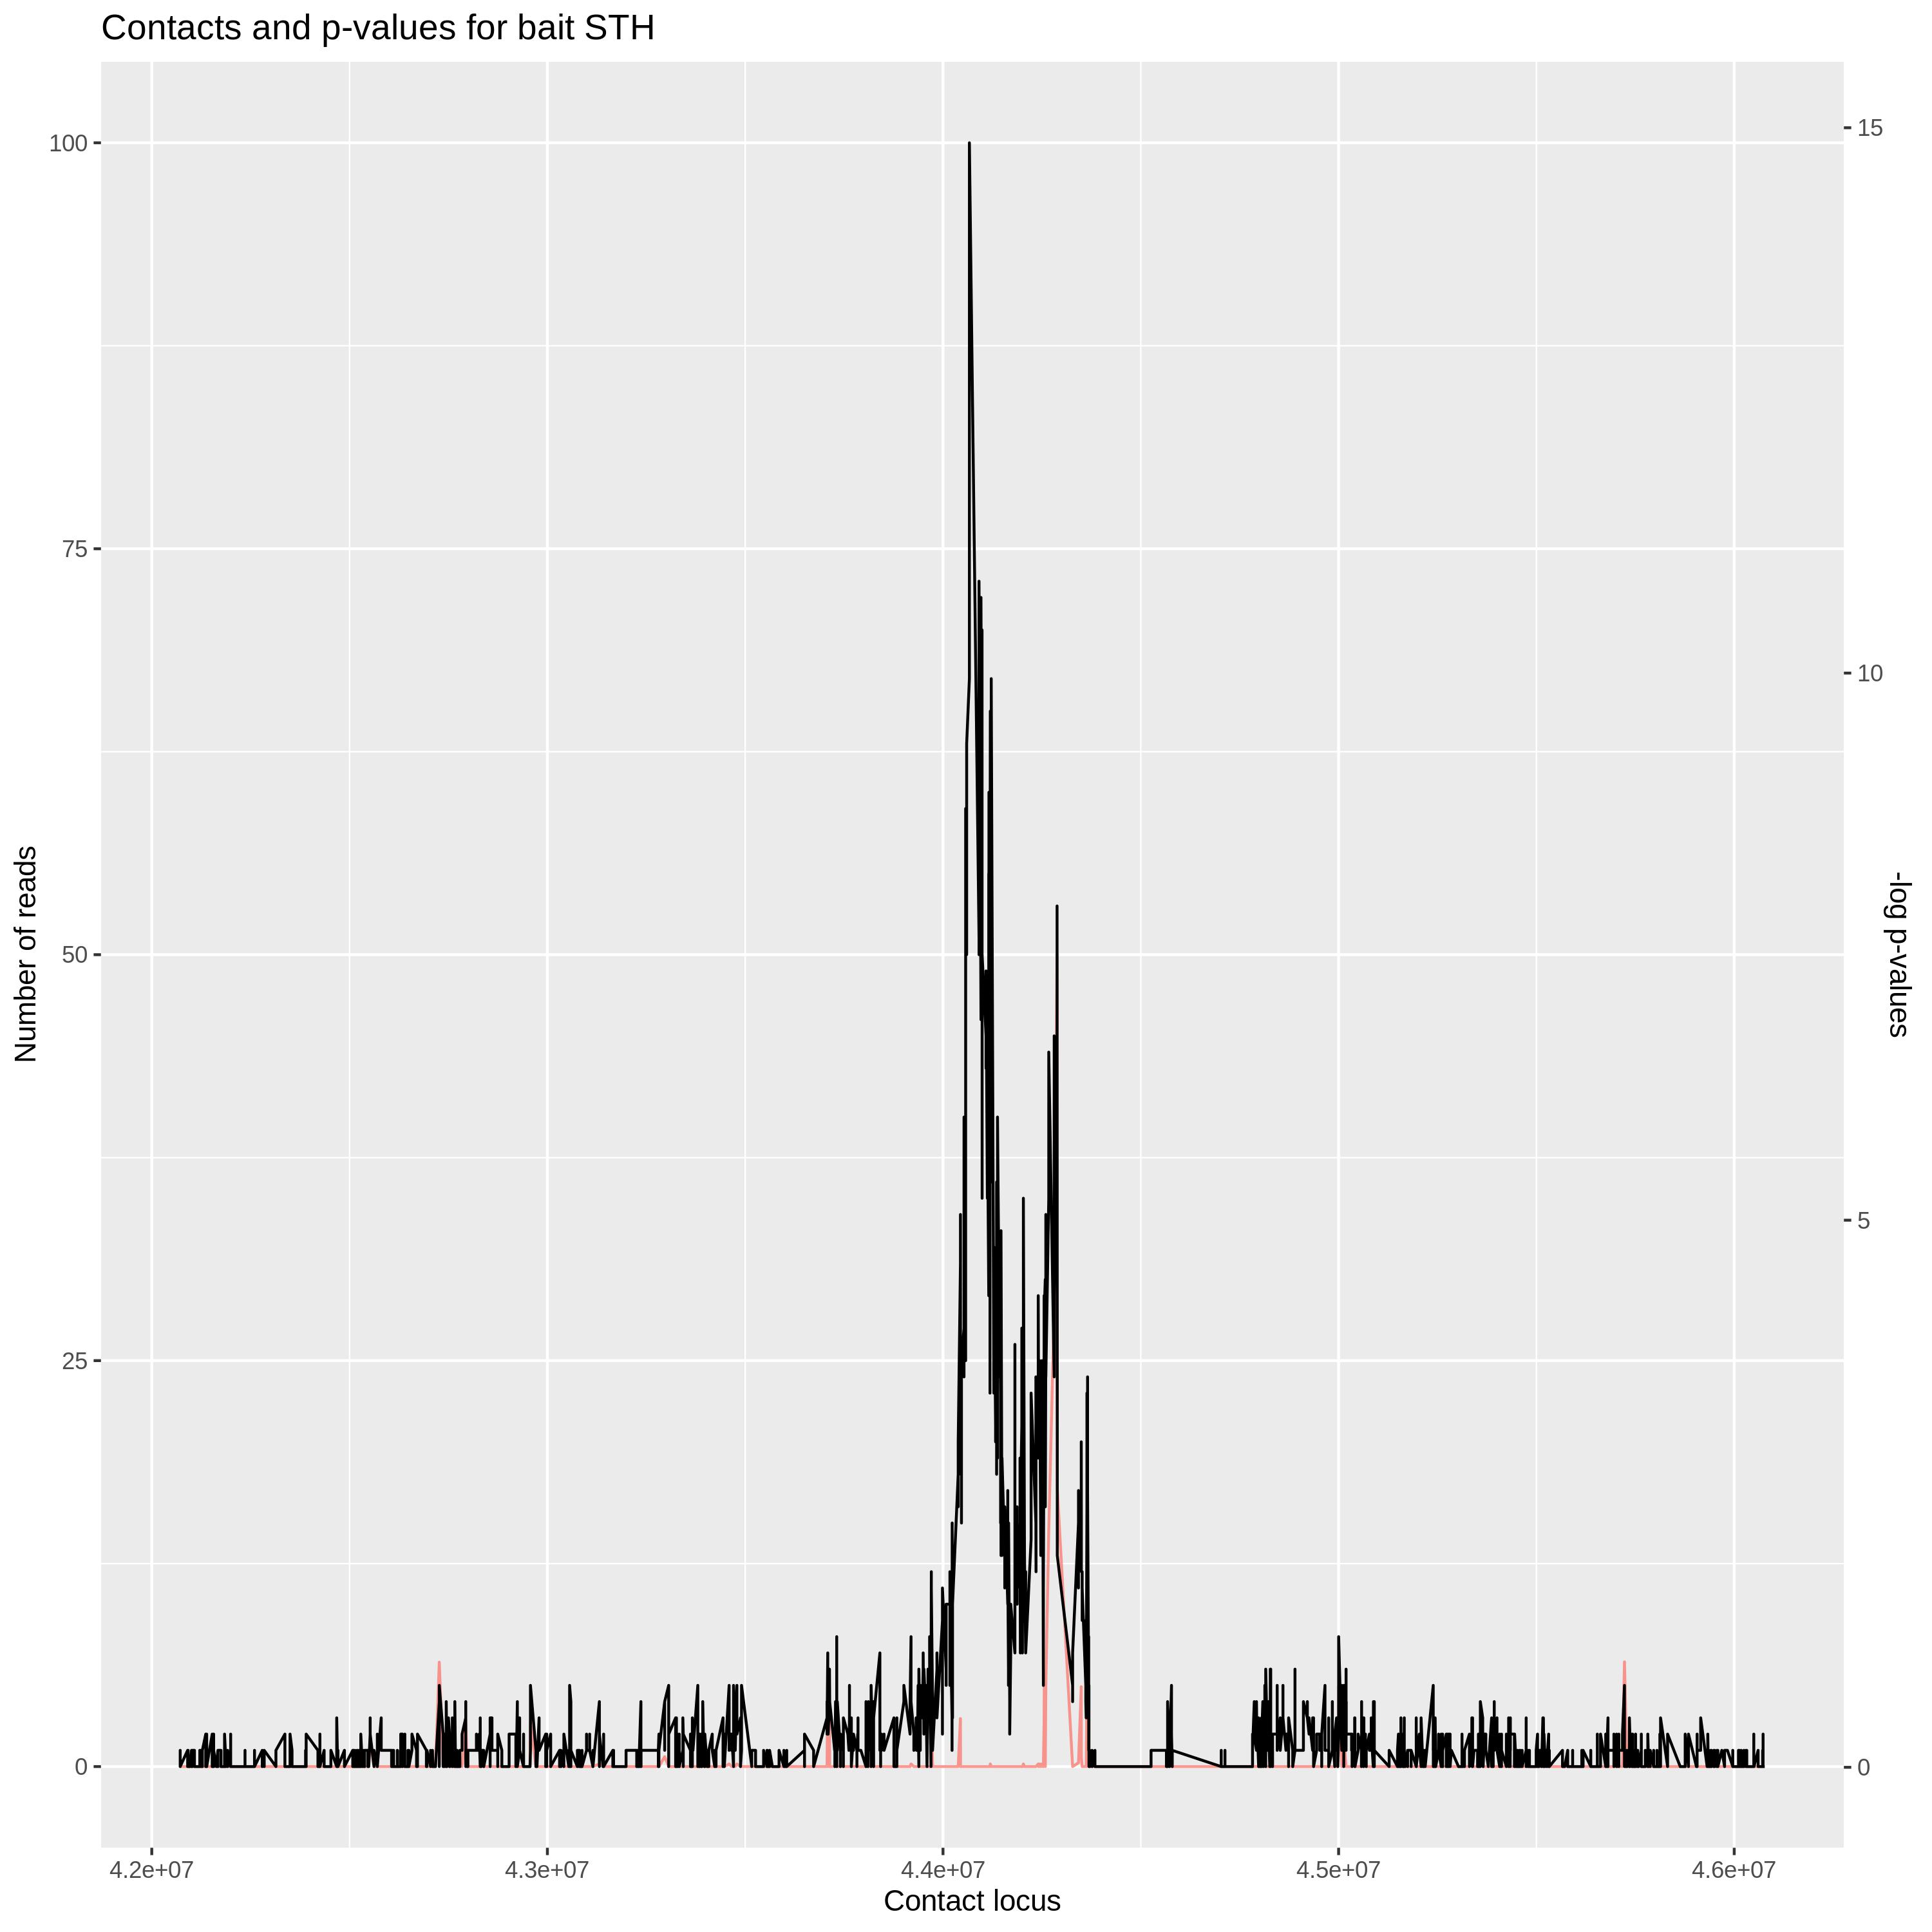 Contacts and p-values for bait STH
100
75
50
25
0
15
10
5
0
Number of reads
-log p-values
4.2e+07 4.3e+07 4.4e+07 4.5e+07 4.6e+07
Contact locus